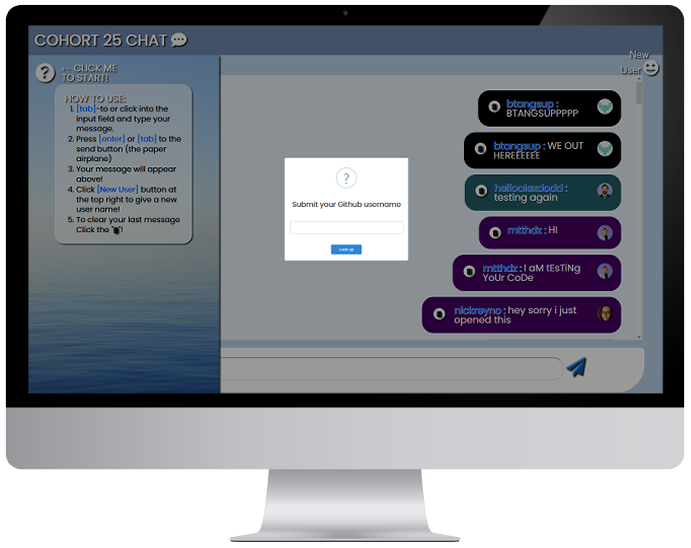 COHORT 25 CHAT
New
User
?
← CLICK ME
TO START!
HOW TO USE:
1. [tab]-to or click into the
input field and type your
message.
2. Press [enter] or [tab] to the
send button (the paper
airplane)
3. Your message will appear
above!
4. Click [New User] button at
the top right to give a new
user name!
5. To clear your last message
Click the "🗑"!
?
Submit your Github username
Look up
btangsup :
BTANGSUPPPPP
btangsup : WE OUT
HEREEEEEE
helloalexdodd :
testing again
mtthdz : HI
mtthdz : I aM tEsTiNg
YoUr CoDe
nickrayno : hey sorry i just
opened this